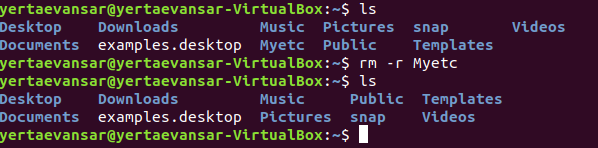 yertaevansar@yertaevansar-VirtualBox:~$ ls
Desktop    Downloads         Music  Pictures  snap       Videos
Documents  examples.desktop  Myetc  Public    Templates
yertaevansar@yertaevansar-VirtualBox:~$ rm -r Myetc
yertaevansar@yertaevansar-VirtualBox:~$ ls
Desktop    Downloads         Music     Public  Templates
Documents  examples.desktop  Pictures  snap    Videos
yertaevansar@yertaevansar-VirtualBox:~$